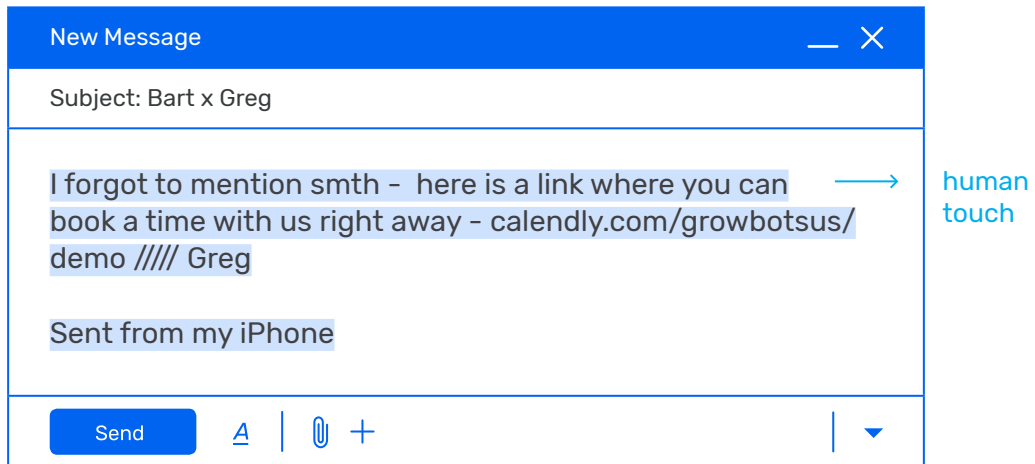 New Message
Subject: Bart x Greg
I forgot to mention smth - here is a link where you can
human
book a time with us right away - calendly.com/growbotsus/
touch
demo ///// Greg
Sent from my iPhone
Send
A